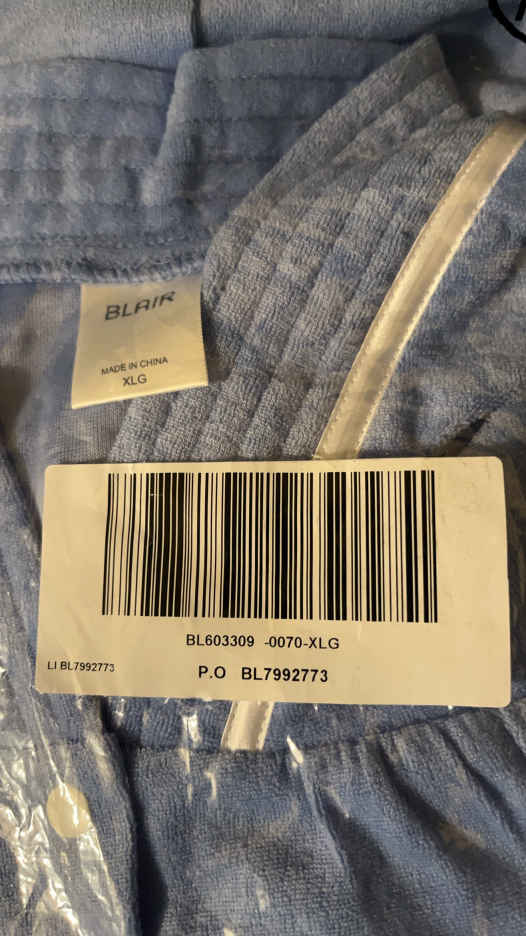 BLAIR
MADE IN CHINA
XLG
BL603309 -0070-XLG
LI BL7992773
P.O BL7992773